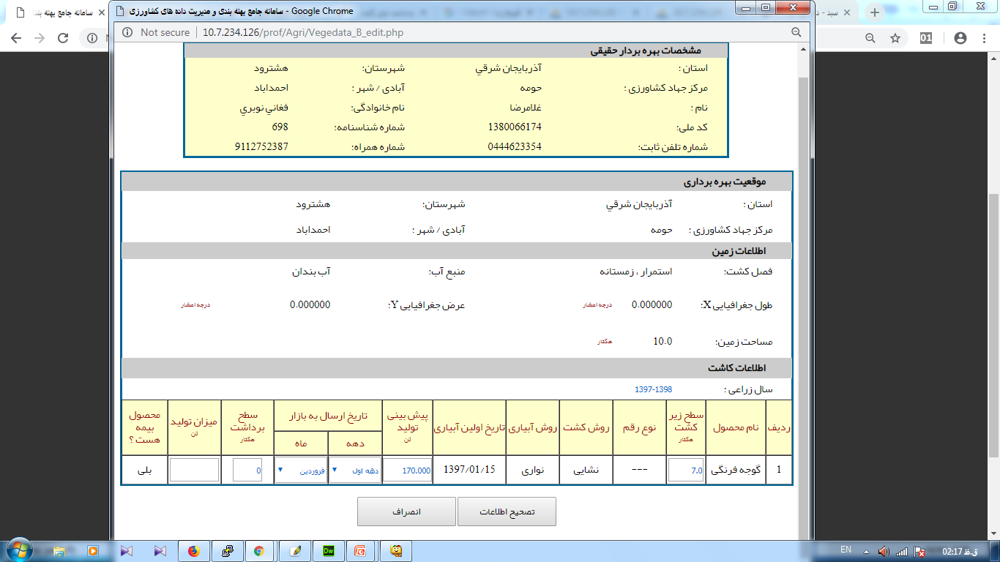 سامانه جامع پهنه بندی و مدیریت داده های کشاورزی - Google Chrome
سامانه جامع پهنه بند
Not secure | 10.7.234.126/prof/Agri/Vegedata_B_edit.php
01
مشخصات بهره بردار حقیقی
استان : آذربایجان شرقي شهرستان: هشترود
مرکز جهاد کشاورزی : حومه آبادی / شهر : احمداباد
نام : غلامرضا نام خانوادگی: فغاني نوبري
کد ملی: 1380066174 شماره شناسنامه: 698
شماره تلفن ثابت: 0444623354 شماره همراه: 9112752387
موقعیت بهره برداری
استان : آذربایجان شرقي شهرستان: هشترود
مرکز جهاد کشاورزی : حومه آبادی / شهر : احمداباد
اطلاعات زمین
فصل کشت: استمرار ، زمستانه منبع آب: آب بندان
طول جغرافیایی X: 0.000000 درجه اعشار عرض جغرافیایی Y: 0.000000 درجه اعشار
مساحت زمین: 10.0 هکتار
اطلاعات کاشت
سال زراعی : 1397-1398
ردیف نام محصول سطح زیر کشت هکتار نوع رقم روش کشت روش آبیاری تاریخ اولین آبیاری پیش بینی تولید تن تاریخ ارسال به بازار سطح برداشت هکتار میزان تولید تن محصول بیمه هست ؟
دهه ماه
1 گوجه فرنگی 7.0 --- نشایی نواری 1397/01/15 170.000 دهه اول فروردین 0 بلی
تصحیح اطلاعات انصراف
EN 02:17 ق.ظ